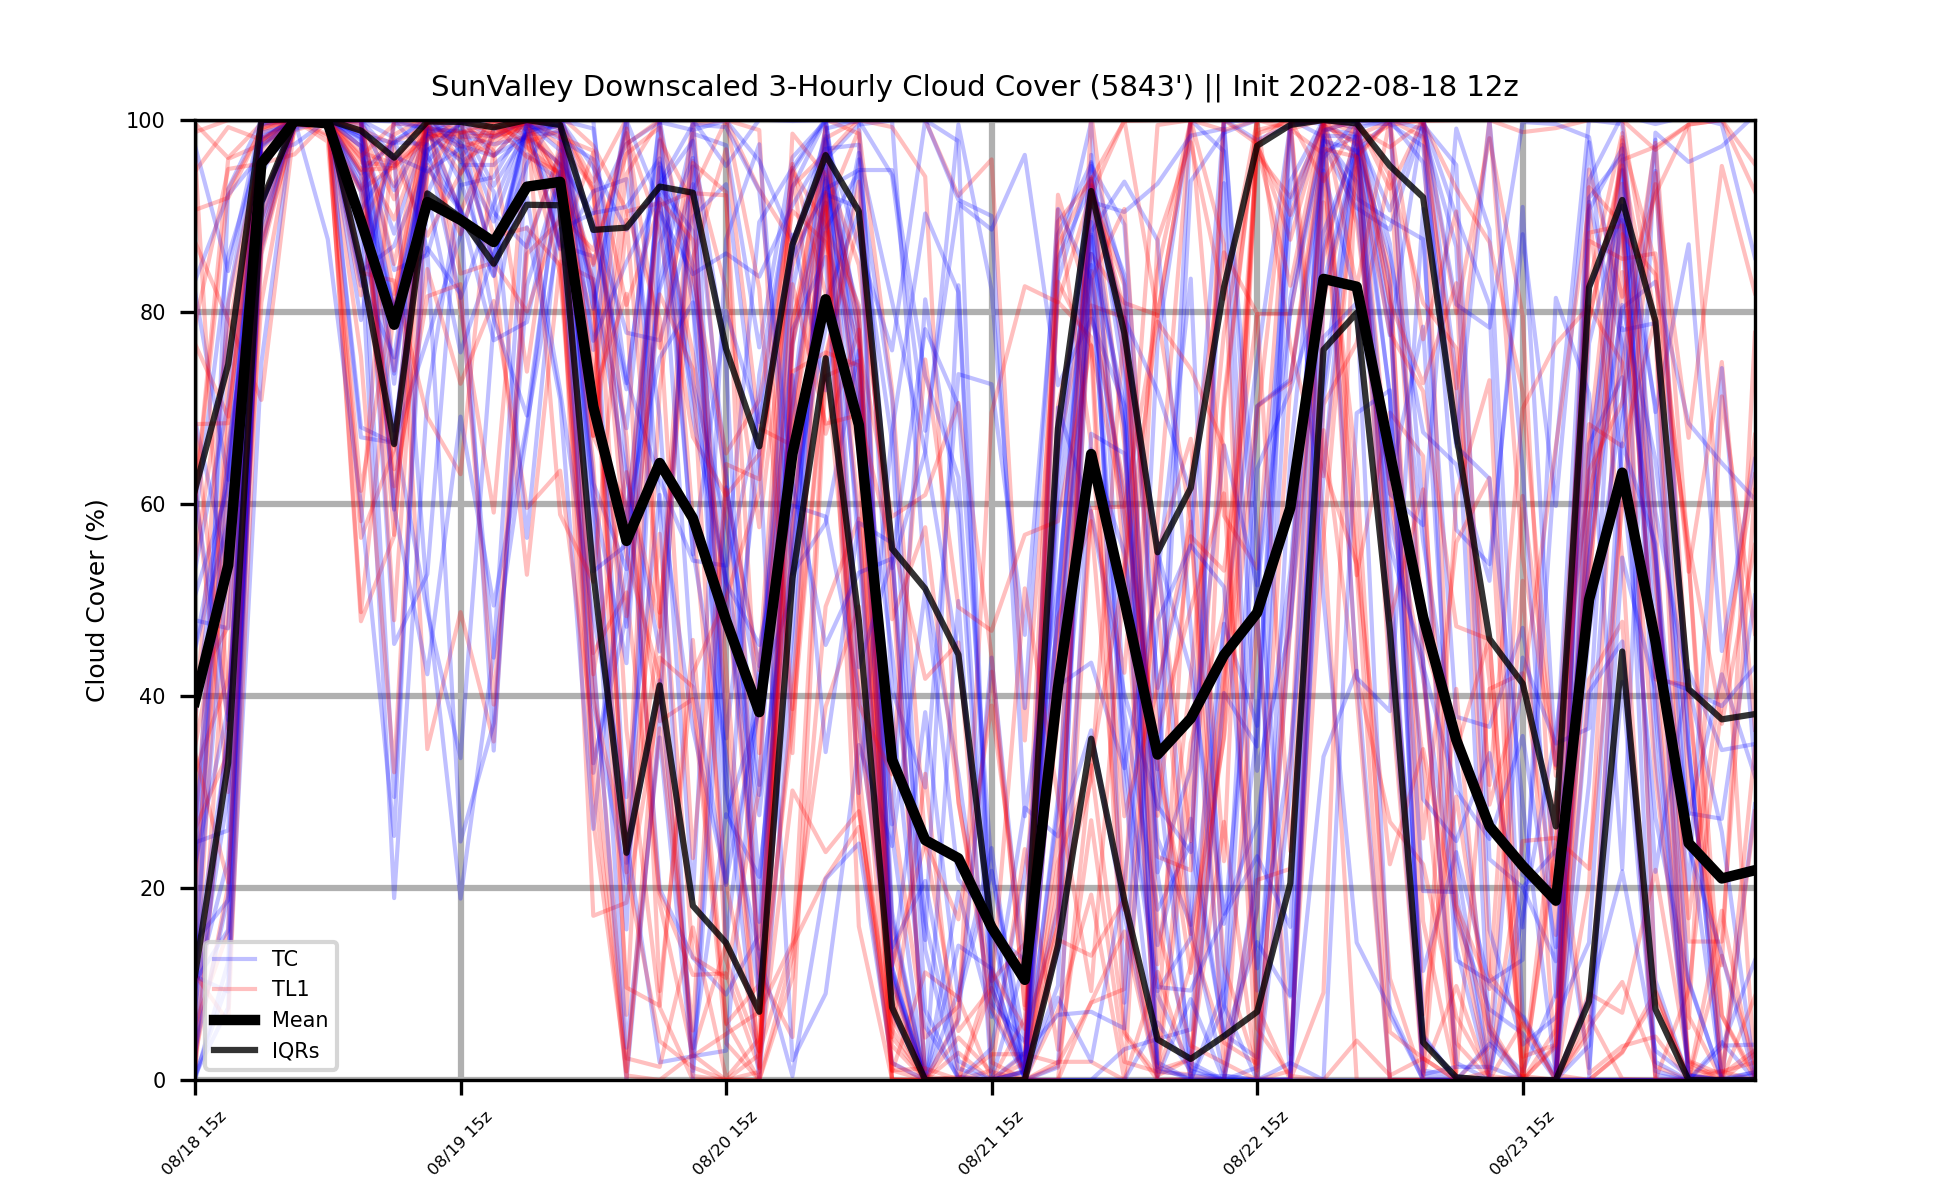 SunValley Downscaled 3-Hourly Cloud Cover (5843') || Init 2022-08-18 12z
Cloud Cover (%)
100
80
60
40
20
0
TC
TL1
Mean
IQRs
08/18 15z
08/19 15z
08/20 15z
08/21 15z
08/22 15z
08/23 15z